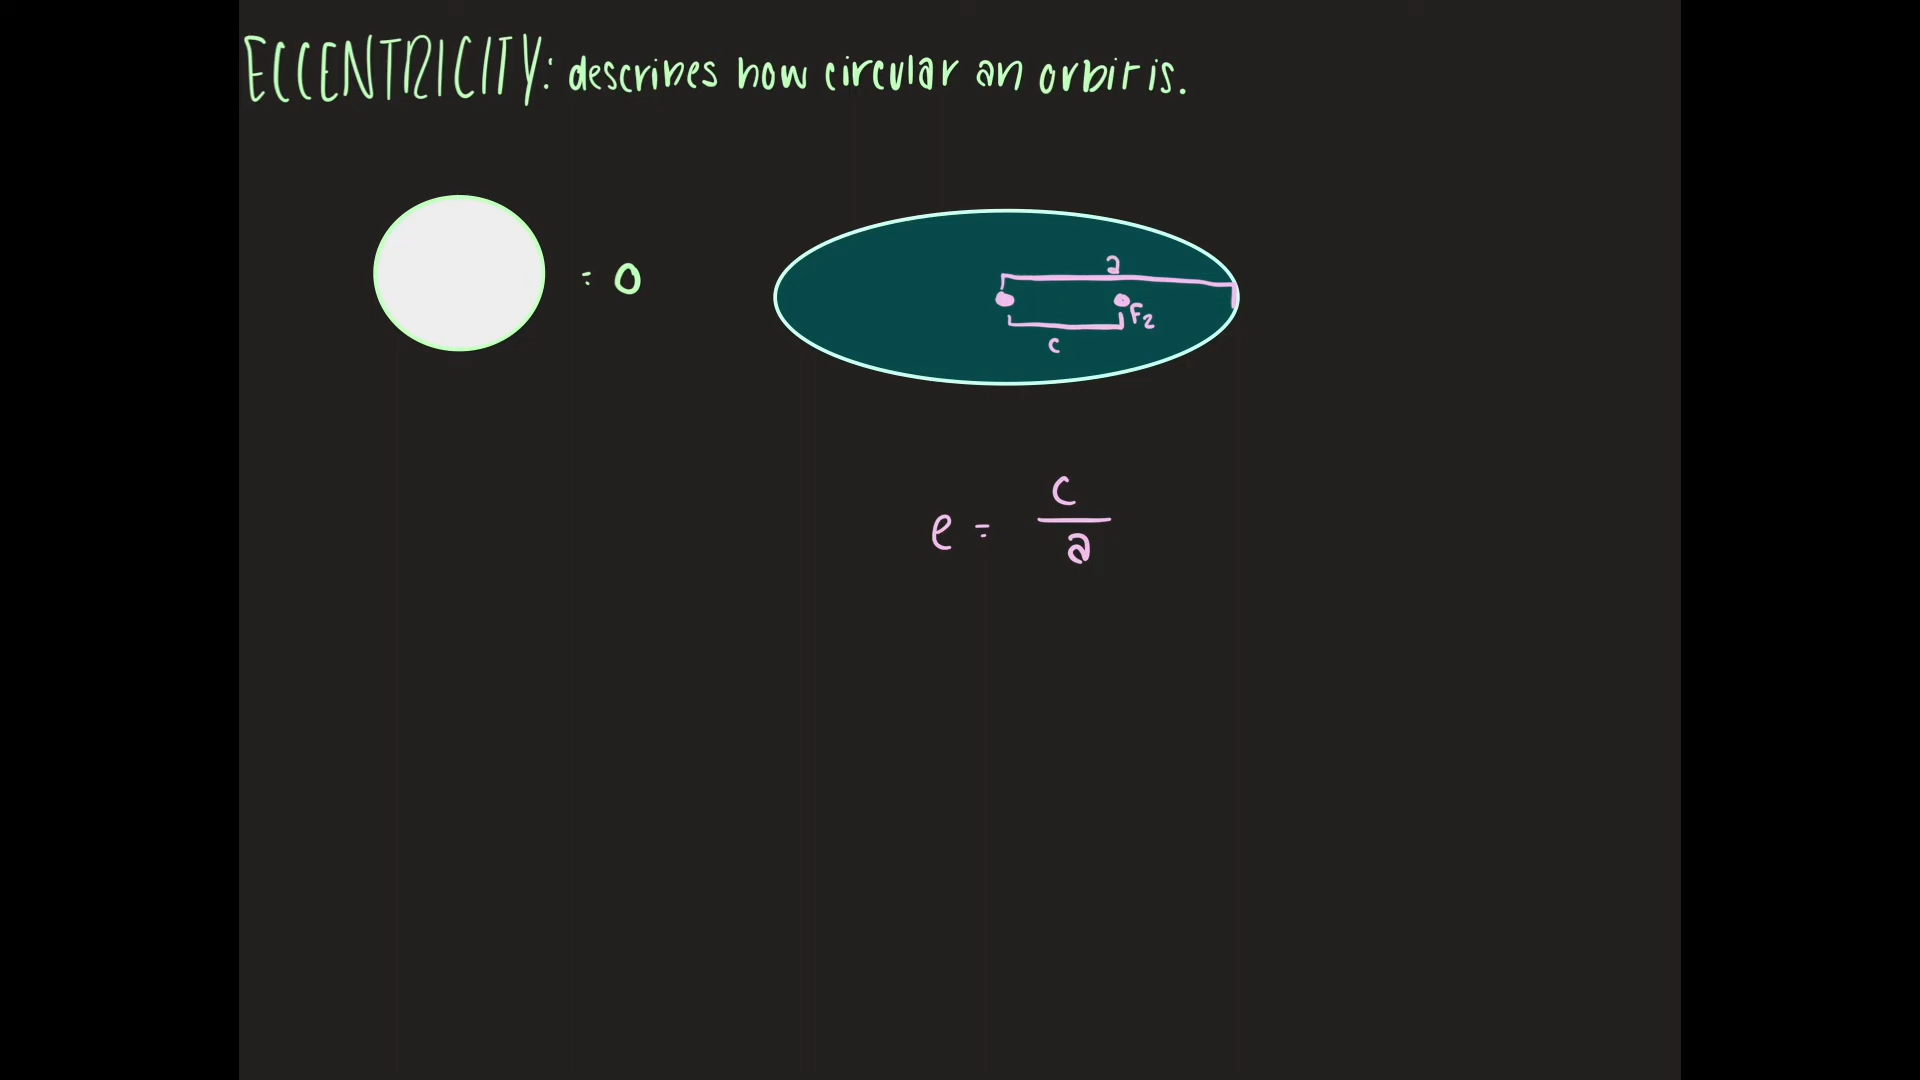 ECCENTRICITY: describes how circular an orbit is.
= 0
a
F2
c
e = c/a